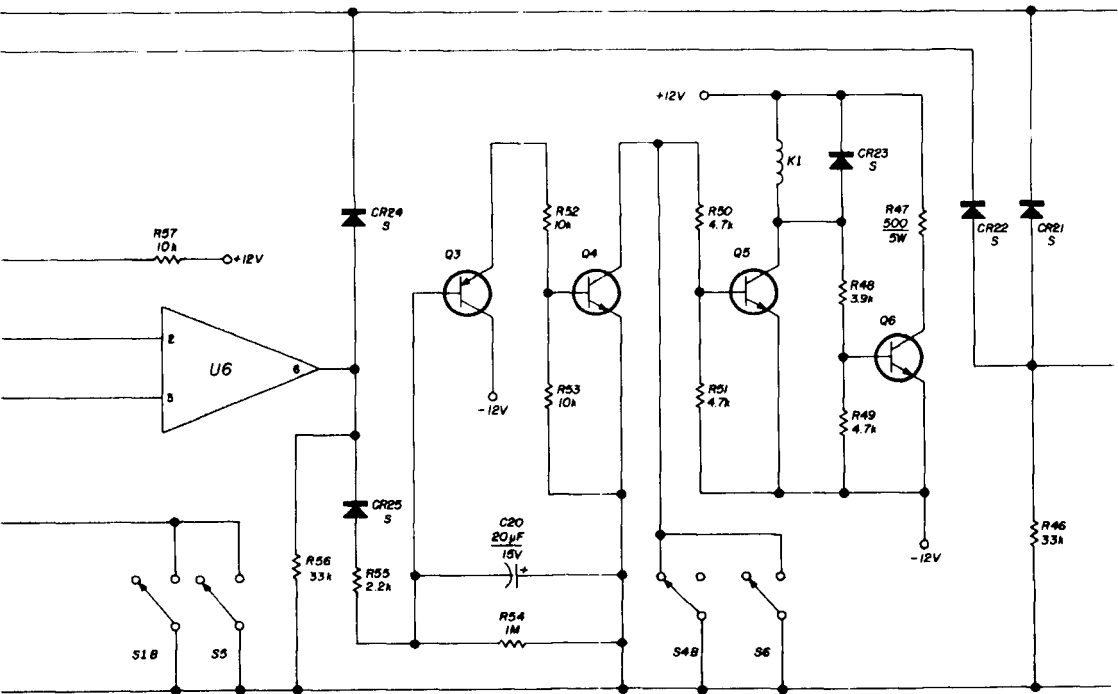 +12V
K1
CR23
S
R57
10k
+12V
CR24
S
Q3
R52
10k
Q4
R50
4.7k
Q5
R47
500
5W
CR22
S
CR21
S
R48
3.9k
Q6
2
U6
6
3
-12V
R53
10k
R51
4.7k
R49
4.7k
CR25
S
C20
20µF
15V
+
-12V
R46
33k
R56
33k
R55
2.2k
R54
1M
S1B
S5
S4B
S6